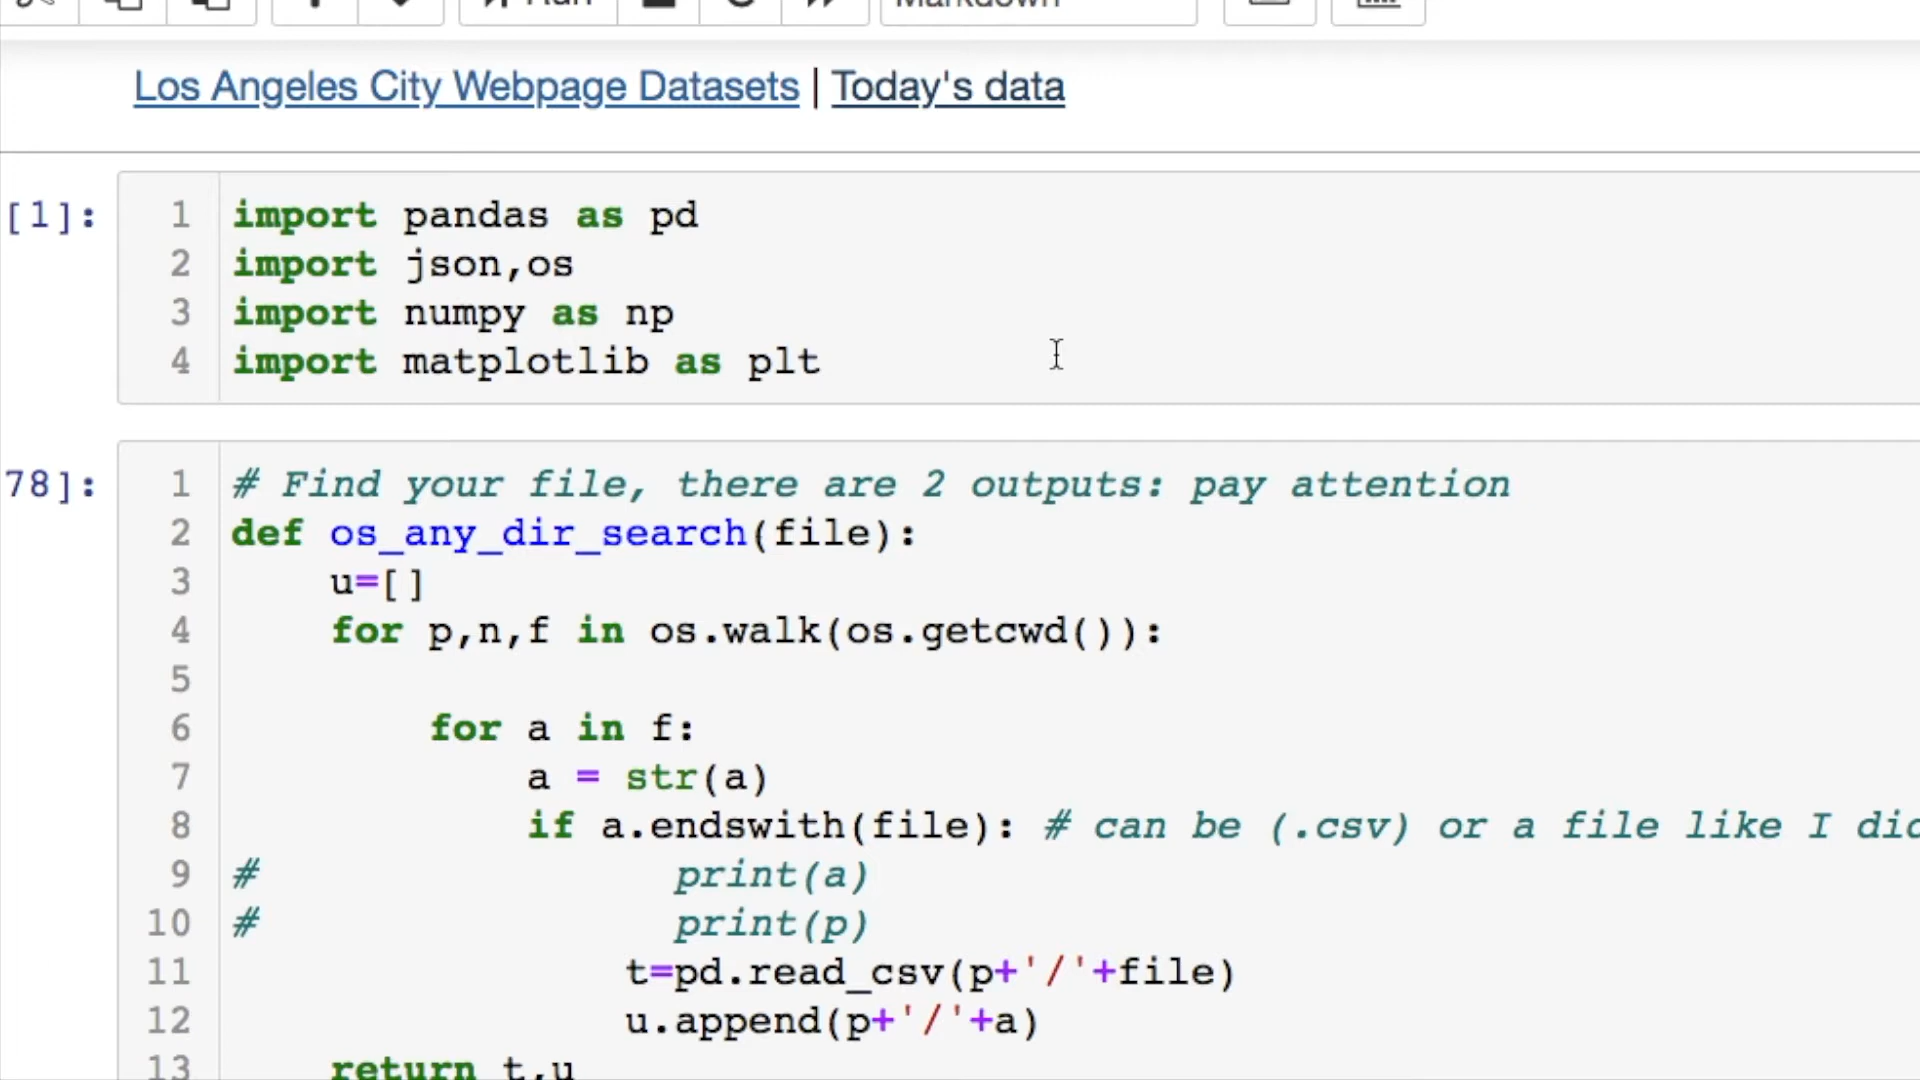 Run Markdown
Los Angeles City Webpage Datasets | Today's data
[1]:
1 import pandas as pd
2 import json,os
3 import numpy as np
4 import matplotlib as plt
78]:
1 # Find your file, there are 2 outputs: pay attention
2 def os_any_dir_search(file):
3 u=[]
4 for p,n,f in os.walk(os.getcwd()):
5
6 for a in f:
7 a = str(a)
8 if a.endswith(file): # can be (.csv) or a file like I did
9 # print(a)
10 # print(p)
11 t=pd.read_csv(p+'/'+file)
12 u.append(p+'/'+a)
13 return t,u